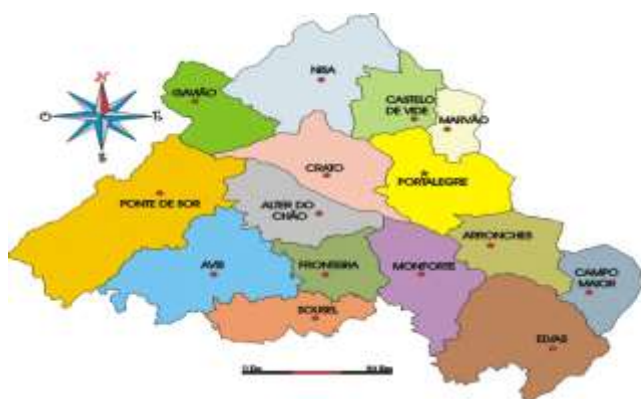 N
O
NISA
GAVIÃO
CASTELO
DE VIDE
MARVÃO
CRATO
PORTALEGRE
PONTE DE SOR
ALTER DO
CHÃO
ARRONCHES
AVIS
FRONTEIRA
MONFORTE
CAMPO
MAIOR
SOUSEL
ELVAS